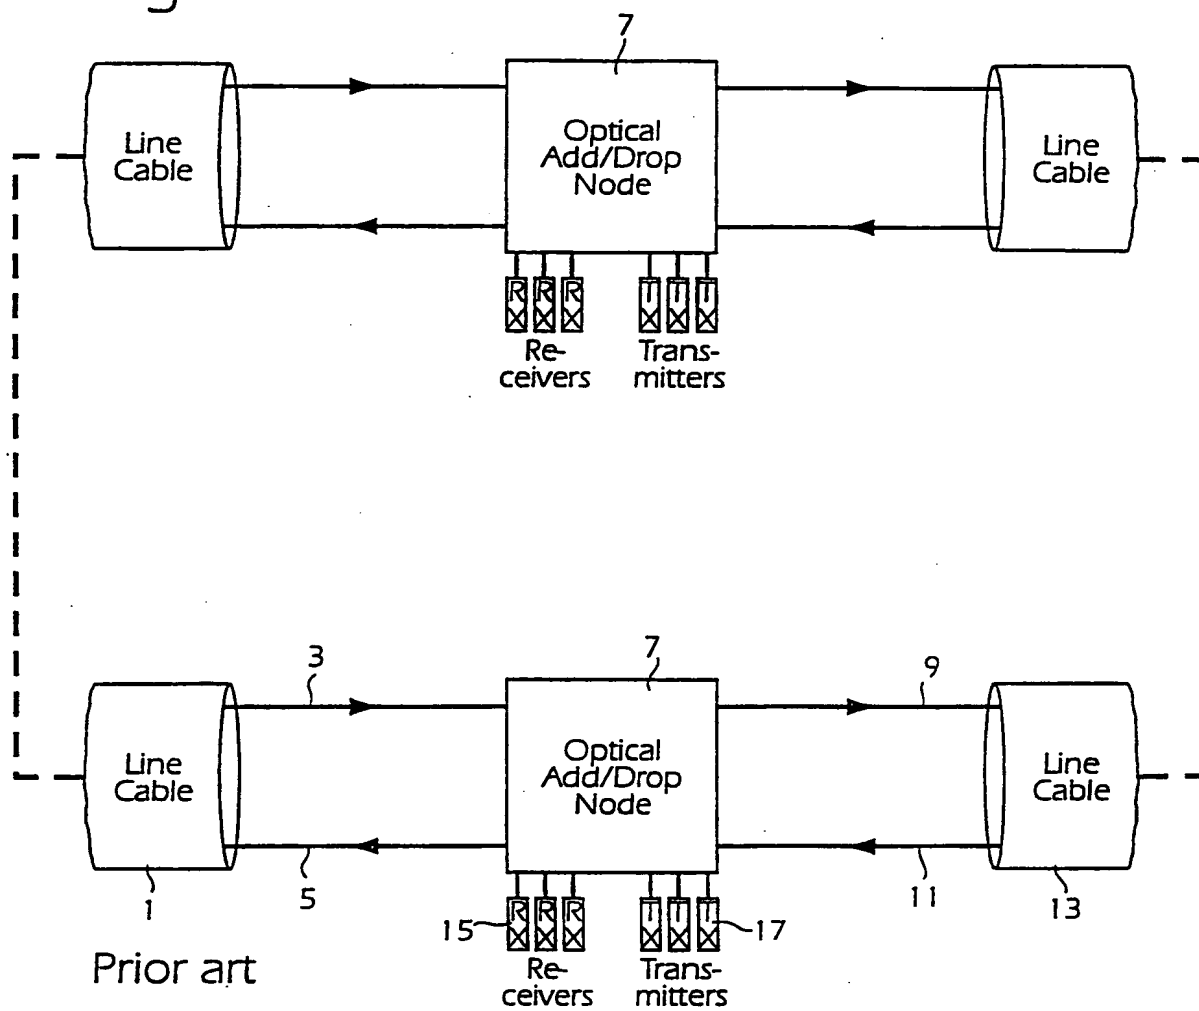 7
Line
Cable
Optical
Add/Drop
Node
Line
Cable
R R R
T T T
Re-
ceivers
Trans-
mitters
3
7
9
Line
Cable
Optical
Add/Drop
Node
Line
Cable
1
5
11
13
15
R R R
T T T
17
Prior art
Re-
ceivers
Trans-
mitters